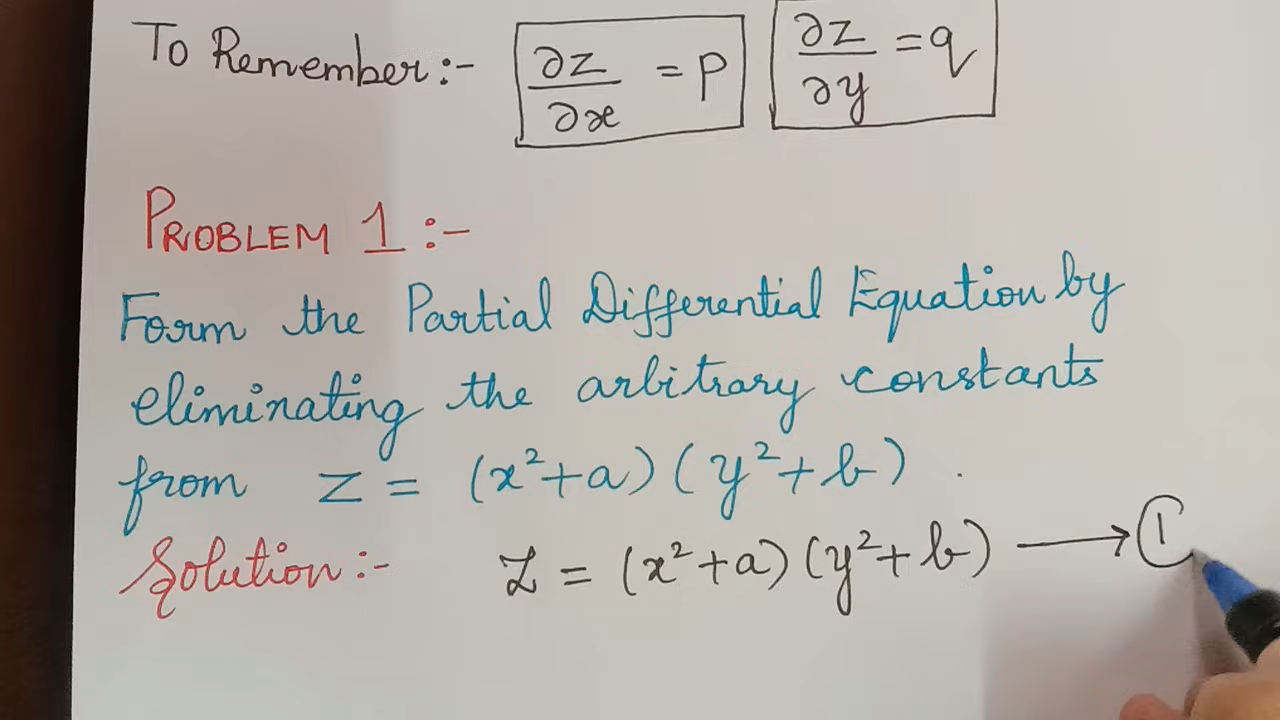 To Remember:- ∂z/∂x = p ∂z/∂y = q
PROBLEM 1 :-
Form the Partial Differential Equation by
eliminating the arbitrary constants
from z = (x²+a)(y²+b) .
Solution:- z = (x²+a)(y²+b) ⟶ ①